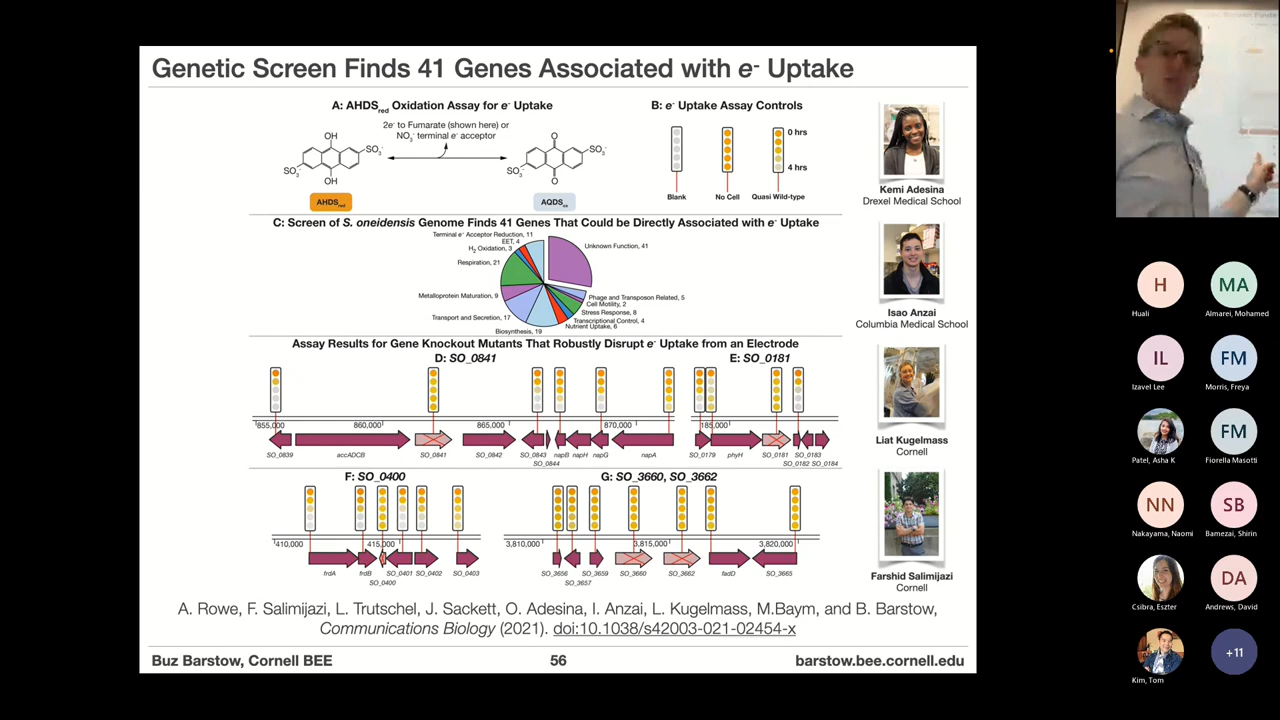 Genetic Screen Finds 41 Genes Associated with e- Uptake
A: AHDSred Oxidation Assay for e- Uptake
2e- to Fumarate (shown here) or
NO3- terminal e- acceptor
OH
SO3-
SO3-
OH
O
SO3-
SO3-
O
AHDSred
AQDSox
B: e- Uptake Assay Controls
0 hrs
4 hrs
Blank
No Cell
Quasi Wild-type
C: Screen of S. oneidensis Genome Finds 41 Genes That Could be Directly Associated with e- Uptake
Terminal e- Acceptor Reduction, 11
EET, 4
H2 Oxidation, 3
Respiration, 21
Metalloprotein Maturation, 9
Transport and Secretion, 17
Biosynthesis, 19
Unknown Function, 41
Phage and Transposon Related, 5
Cell Motility, 2
Stress Response, 8
Transcriptional Control, 4
Nutrient Uptake, 6
Assay Results for Gene Knockout Mutants That Robustly Disrupt e- Uptake from an Electrode
D: SO_0841
E: SO_0181
855,000
860,000
865,000
870,000
185,000
SO_0839
accADCB
SO_0841
SO_0842
SO_0843
SO_0844
napB
napH
napG
napA
SO_0179
phyH
SO_0181
SO_0182
SO_0183
SO_0184
F: SO_0400
G: SO_3660, SO_3662
410,000
415,000
3,810,000
3,815,000
3,820,000
frdA
frdB
SO_0400
SO_0401
SO_0402
SO_0403
SO_3656
SO_3657
SO_3659
SO_3660
SO_3662
fadD
SO_3665
Kemi Adesina
Drexel Medical School
Isao Anzai
Columbia Medical School
Liat Kugelmass
Cornell
Farshid Salimijazi
Cornell
A. Rowe, F. Salimijazi, L. Trutschel, J. Sackett, O. Adesina, I. Anzai, L. Kugelmass, M.Baym, and B. Barstow,
Communications Biology (2021). doi:10.1038/s42003-021-02454-x
Buz Barstow, Cornell BEE
56
barstow.bee.cornell.edu
H
Huali
MA
Almarei, Mohamed
IL
Izavel Lee
FM
Morris, Freya
Patel, Asha K
FM
Fiorella Masotti
NN
Nakayama, Naomi
SB
Bamezai, Shirin
Csibra, Eszter
DA
Andrews, David
Kim, Tom
+11